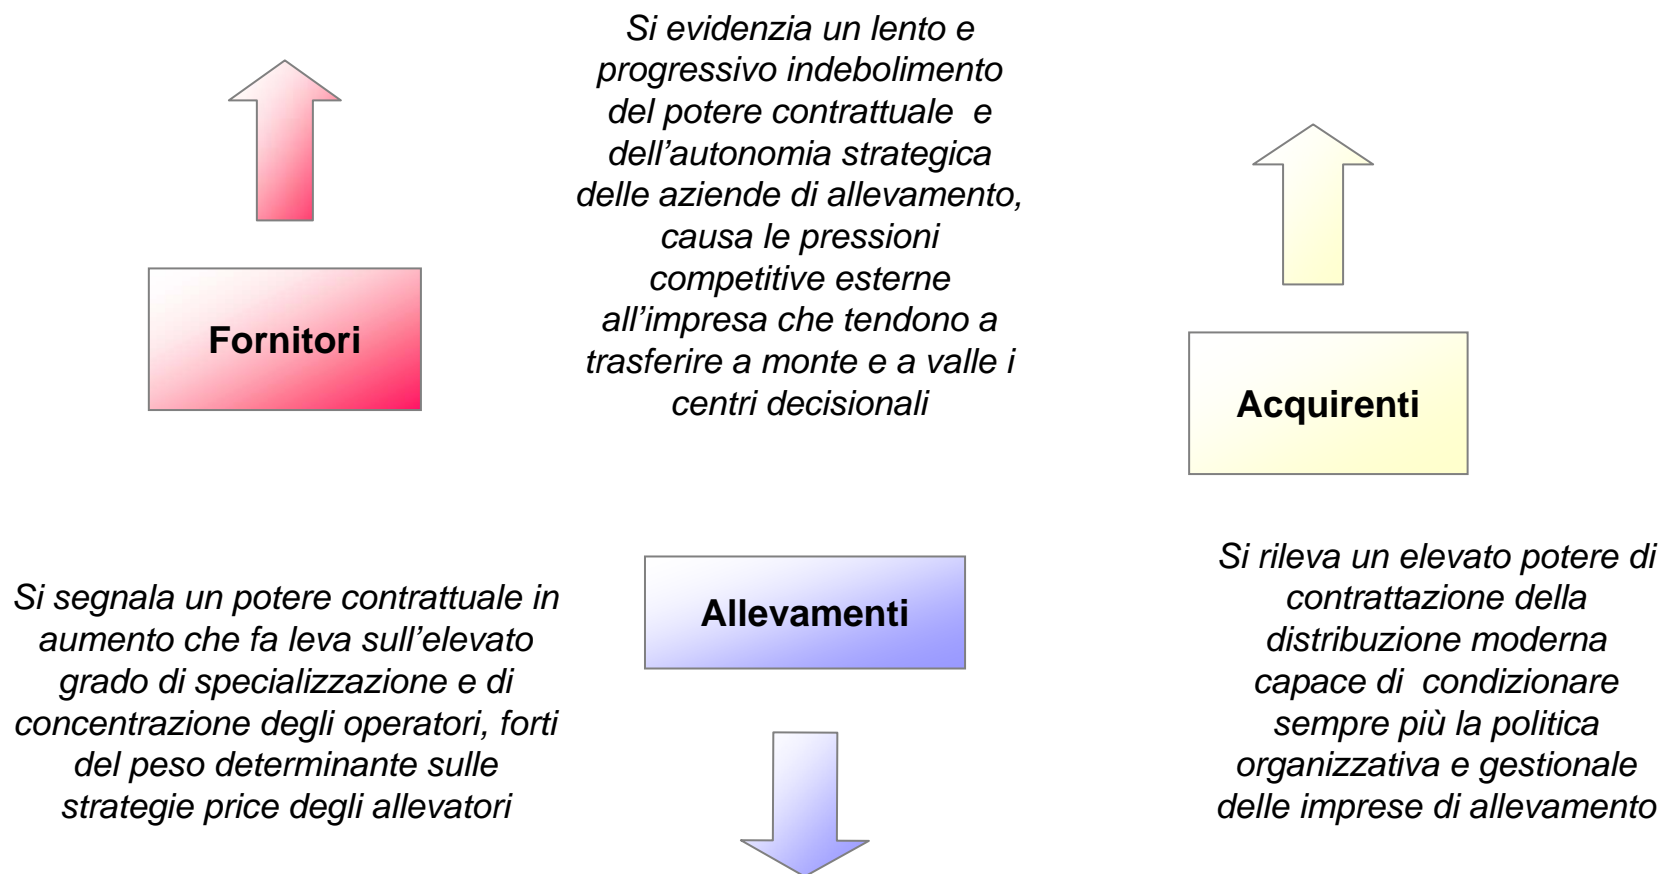 Si evidenzia un lento e
progressivo indebolimento
del potere contrattuale  e
dell’autonomia strategica
delle aziende di allevamento,
causa le pressioni
competitive esterne
all’impresa che tendono a
trasferire a monte e a valle i
centri decisionali
Fornitori
Acquirenti
Allevamenti
Si segnala un potere contrattuale in
aumento che fa leva sull’elevato
grado di specializzazione e di
concentrazione degli operatori, forti
del peso determinante sulle
strategie price degli allevatori
Si rileva un elevato potere di
contrattazione della
distribuzione moderna
capace di  condizionare
sempre più la politica
organizzativa e gestionale
delle imprese di allevamento